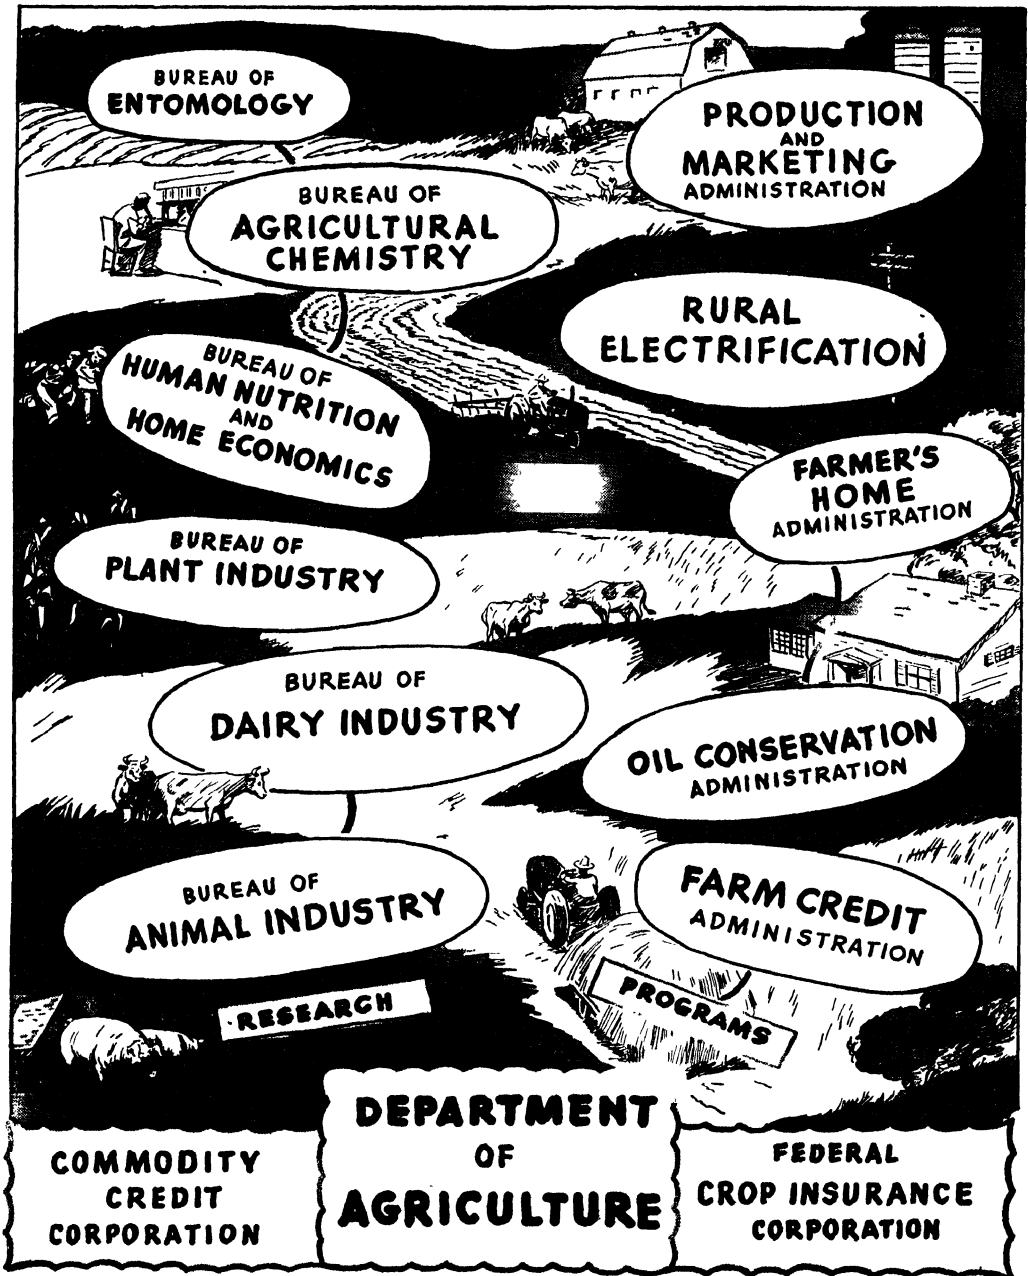 BUREAU OF
ENTOMOLOGY
PRODUCTION
AND
MARKETING
ADMINISTRATION
BUREAU OF
AGRICULTURAL
CHEMISTRY
RURAL
ELECTRIFICATION
BUREAU OF
HUMAN NUTRITION
AND
HOME ECONOMICS
FARMER'S
HOME
ADMINISTRATION
BUREAU OF
PLANT INDUSTRY
BUREAU OF
DAIRY INDUSTRY
OIL CONSERVATION
ADMINISTRATION
BUREAU OF
ANIMAL INDUSTRY
FARM CREDIT
ADMINISTRATION
RESEARCH
PROGRAMS
DEPARTMENT
OF
AGRICULTURE
COMMODITY
CREDIT
CORPORATION
FEDERAL
CROP INSURANCE
CORPORATION